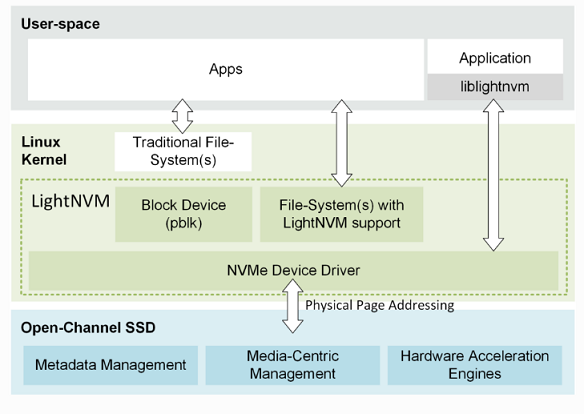 User-space
Apps
Application
liblightnvm
Linux
Kernel
Traditional File-
System(s)
LightNVM
Block Device
(pblk)
File-System(s) with
LightNVM support
NVMe Device Driver
Physical Page Addressing
Open-Channel SSD
Metadata Management
Media-Centric
Management
Hardware Acceleration
Engines